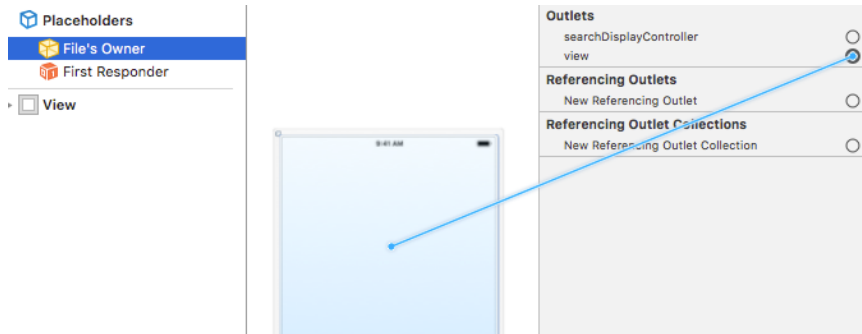 Placeholders
File's Owner
First Responder
View
9:41 AM
Outlets
searchDisplayController
view
Referencing Outlets
New Referencing Outlet
Referencing Outlet Collections
New Referencing Outlet Collection